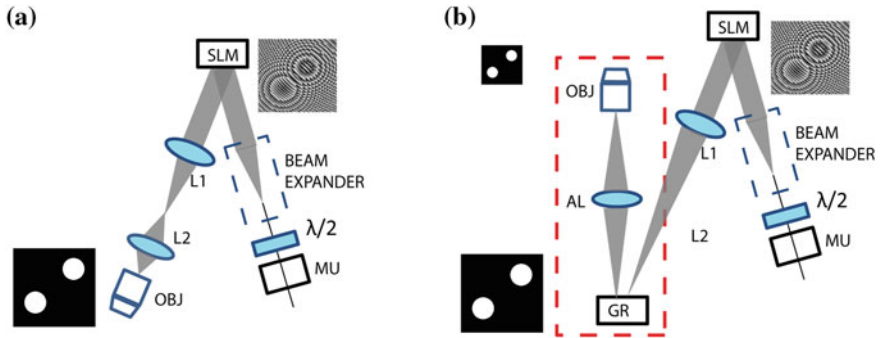 (a)
SLM
L1
BEAM
EXPANDER
L2
λ/2
MU
OBJ
(b)
SLM
OBJ
L1
BEAM
EXPANDER
AL
L2
λ/2
MU
GR